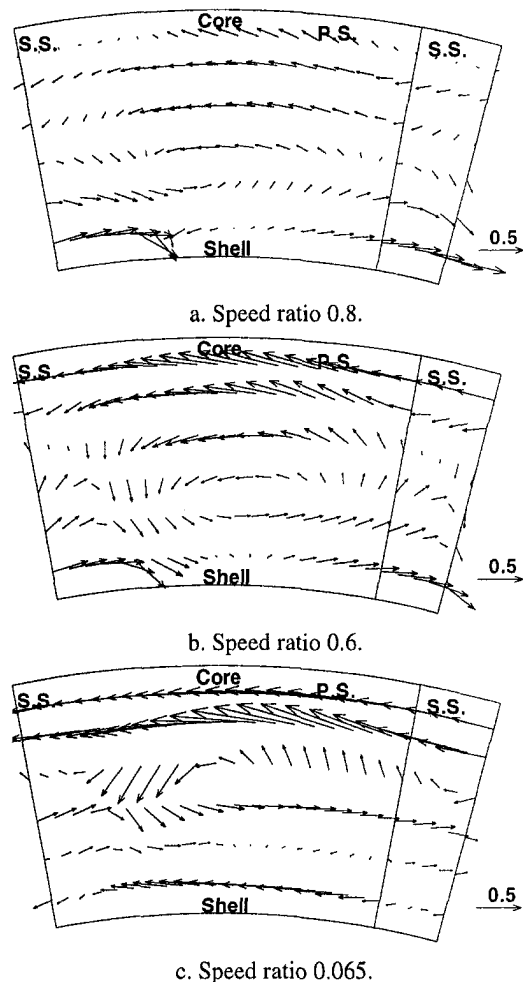 Core
S.S.
P.S.
S.S.
Shell
0.5
a. Speed ratio 0.8.
Core
S.S.
P.S.
S.S.
Shell
0.5
b. Speed ratio 0.6.
Core
S.S.
P.S.
S.S.
Shell
0.5
c. Speed ratio 0.065.